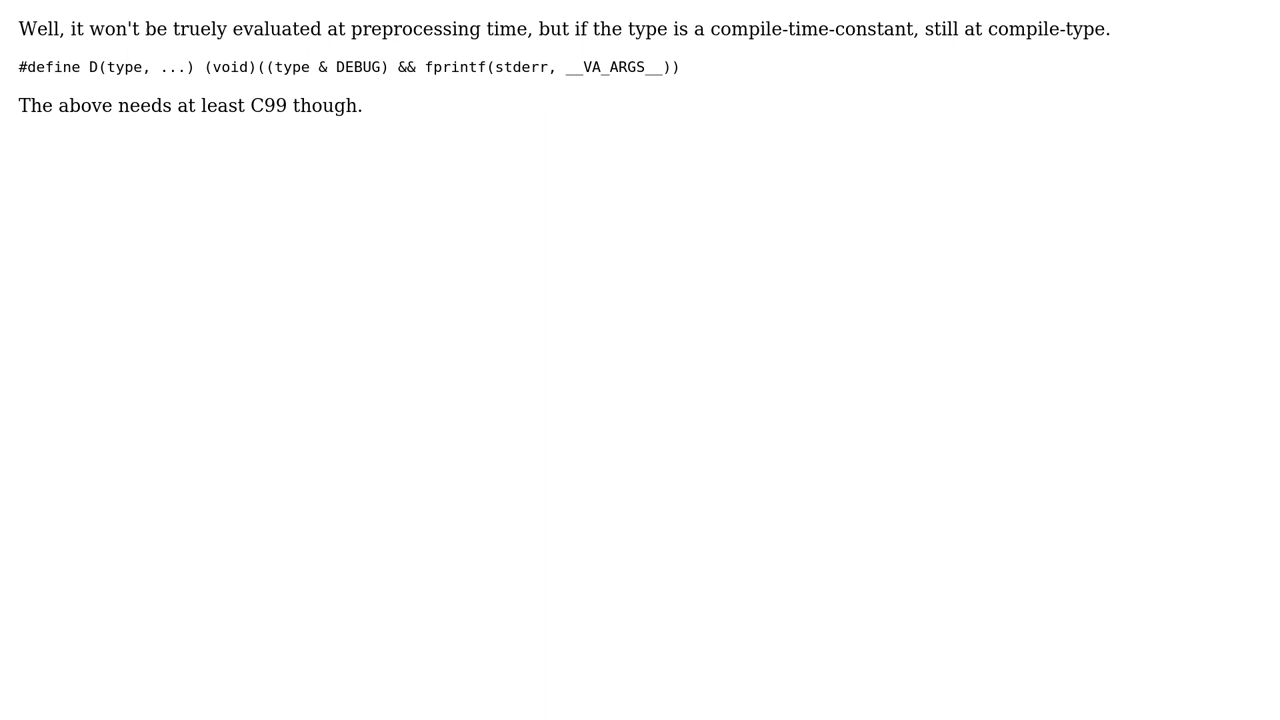 Well, it won't be truely evaluated at preprocessing time, but if the type is a compile-time-constant, still at compile-type.
#define D(type, ...) (void)((type & DEBUG) && fprintf(stderr, __VA_ARGS__))
The above needs at least C99 though.